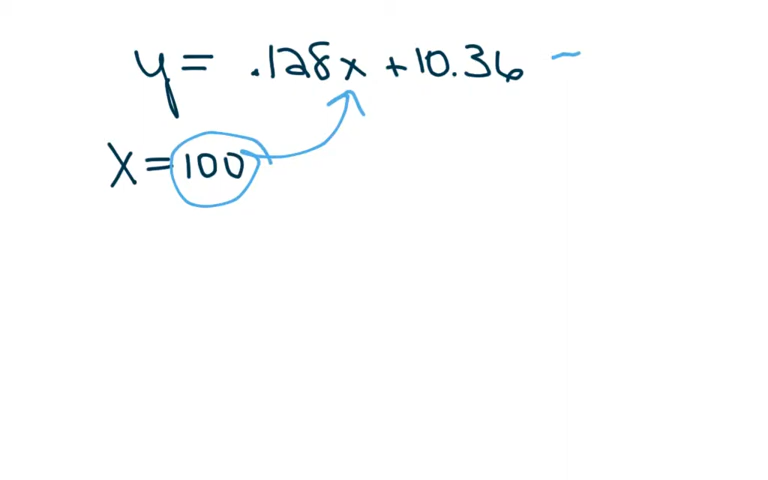 y = .128x + 10.36
X = 100